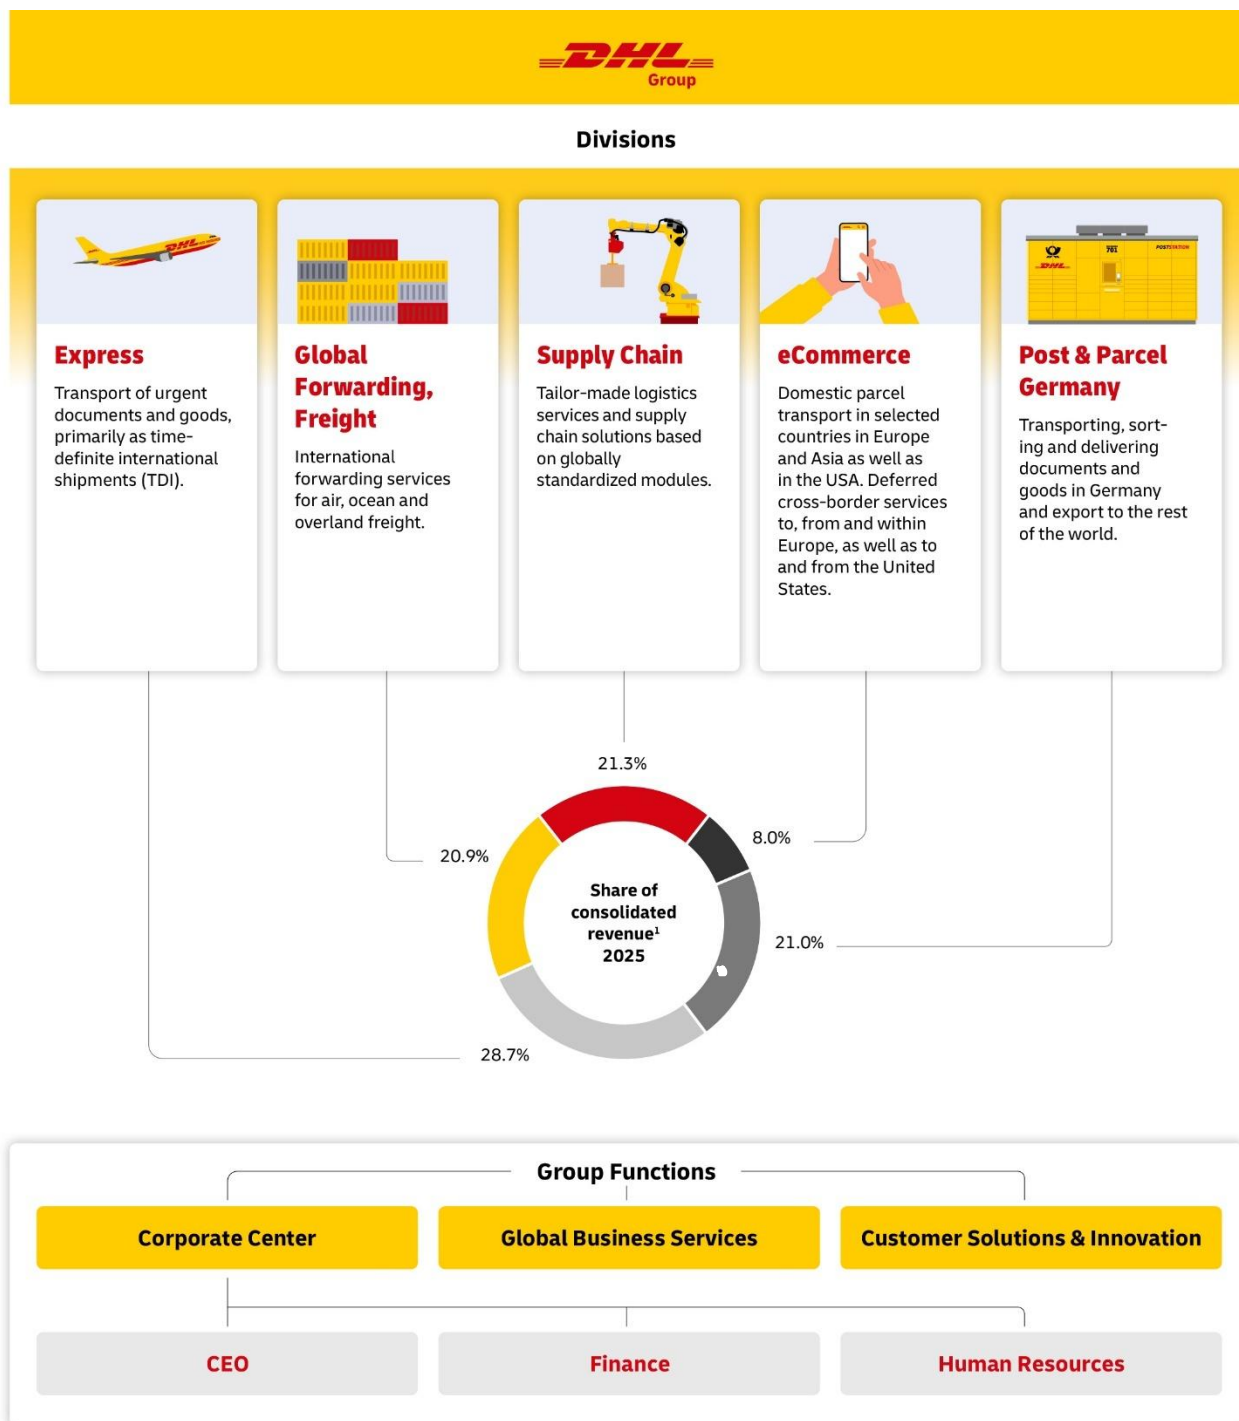 DHL
Group
Divisions
Express
Transport of urgent
documents and goods,
primarily as time-
definite international
shipments (TDI).
Global
Forwarding,
Freight
International
forwarding services
for air, ocean and
overland freight.
Supply Chain
Tailor-made logistics
services and supply
chain solutions based
on globally
standardized modules.
eCommerce
Domestic parcel
transport in selected
countries in Europe
and Asia as well as
in the USA. Deferred
cross-border services
to, from and within
Europe, as well as to
and from the United
States.
DHL
701
POSTSTATION
Post & Parcel
Germany
Transporting, sort-
ing and delivering
documents and
goods in Germany
and export to the rest
of the world.
21.3%
8.0%
20.9%
21.0%
28.7%
Share of
consolidated
revenue¹
2025
Group Functions
Corporate Center
Global Business Services
Customer Solutions & Innovation
CEO
Finance
Human Resources